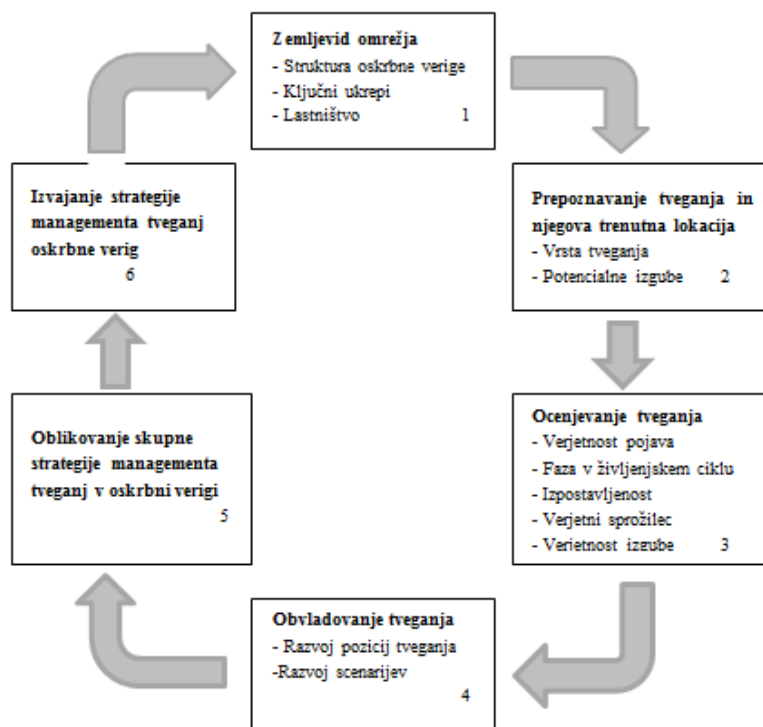 Zemljevid omrežja
- Struktura oskrbne verige
- Ključni ukrepi
- Lastništvo 1
Prepoznavanje tveganja in
njegova trenutna lokacija
- Vrsta tveganja
- Potencialne izgube 2
Ocenjevanje tveganja
- Verjetnost pojava
- Faza v življenjskem ciklu
- Izpostavljenost
- Verjetni sprožilec
- Verjetnost izgube 3
Obvladovanje tveganja
- Razvoj pozicij tveganja
-Razvoj scenarijev
4
Oblikovanje skupne
strategije managementa
tveganj v oskrbni verigi
5
Izvajanje strategije
managementa tveganj
oskrbne verig
6